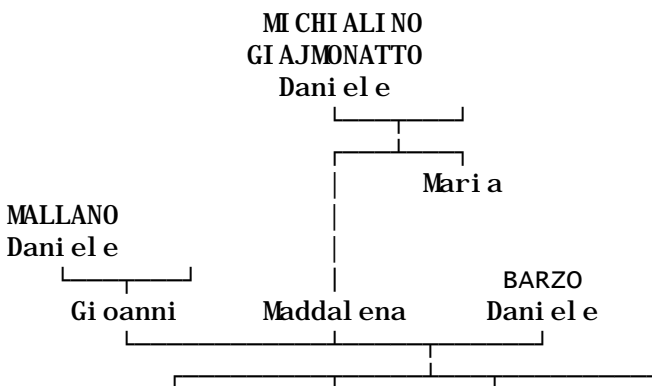 MICHIALINO
GIAJMONATTO
Daniele
Maria
MALLANO
Daniele
BARZO
Gioanni Maddalena Daniele